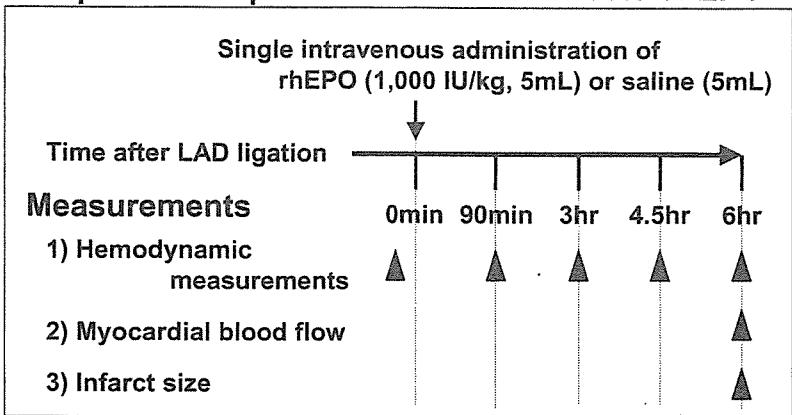 Single intravenous administration of
rhEPO (1,000 IU/kg, 5mL) or saline (5mL)
Time after LAD ligation
Measurements
0min 90min 3hr 4.5hr 6hr
1) Hemodynamic
measurements
2) Myocardial blood flow
3) Infarct size